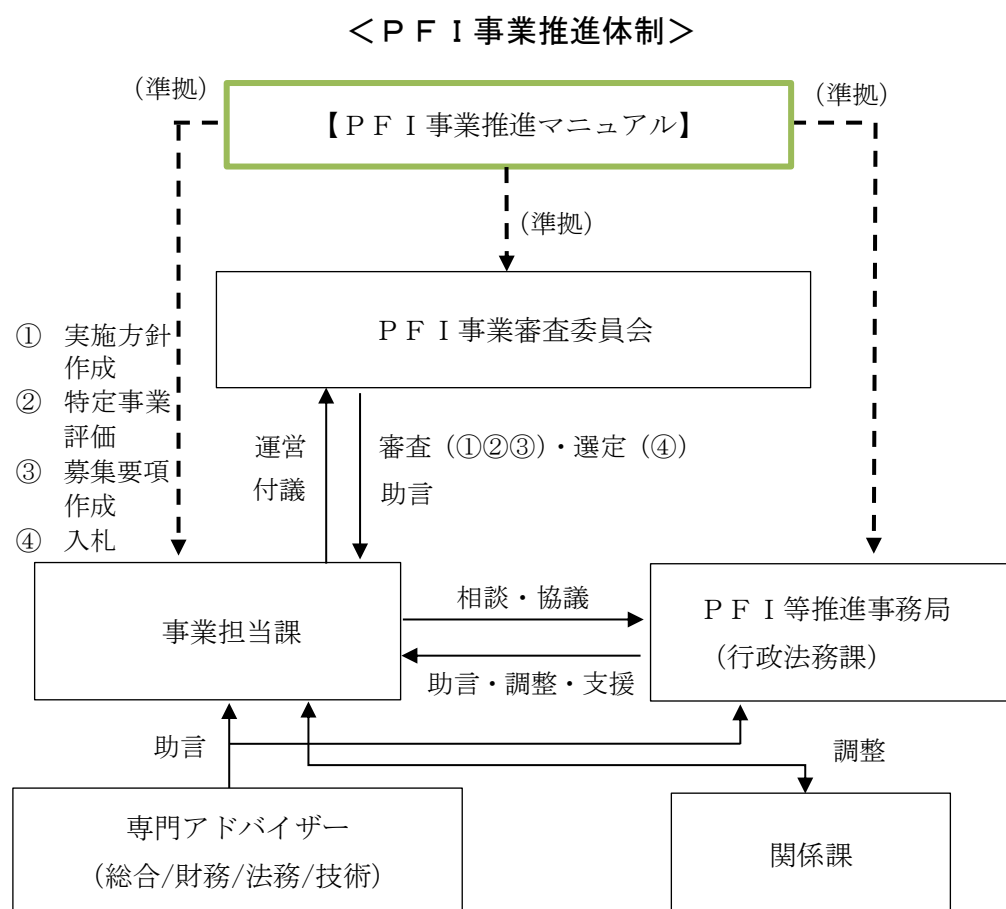 ＜ＰＦＩ事業推進体制＞
（準拠）
（準拠）
【ＰＦＩ事業推進マニュアル】
（準拠）
ＰＦＩ事業審査委員会
① 実施方針
作成
② 特定事業
評価
③ 募集要項
作成
④ 入札
運営
付議
審査（①②③）・選定（④）
助言
事業担当課
相談・協議
助言・調整・支援
ＰＦＩ等推進事務局
（行政法務課）
助言
調整
専門アドバイザー
（総合/財務/法務/技術）
関係課